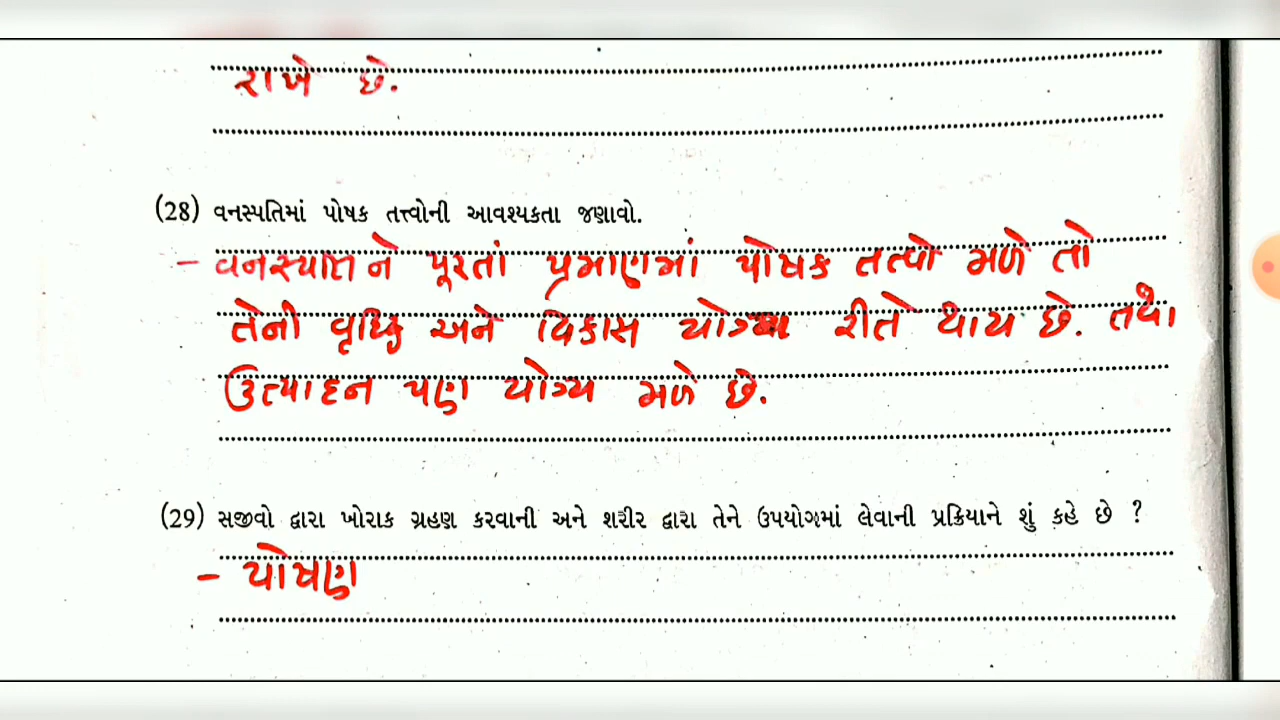 રાખે છે.
(28) વનસ્પતિમાં પોષક તત્ત્વોની આવશ્યકતા જણાવો.
- વનસ્પતિને પૂરતાં પ્રમાણમાં પોષક તત્વો મળે તો
તેની વૃધ્ધિ અને વિકાસ યોગ્ય રીતે થાય છે. તથા
ઉત્પાદન પણ યોગ્ય મળે છે.
(29) સજીવો દ્વારા ખોરાક ગ્રહણ કરવાની અને શરીર દ્વારા તેને ઉપયોગમાં લેવાની પ્રક્રિયાને શું કહે છે ?
- પોષણ